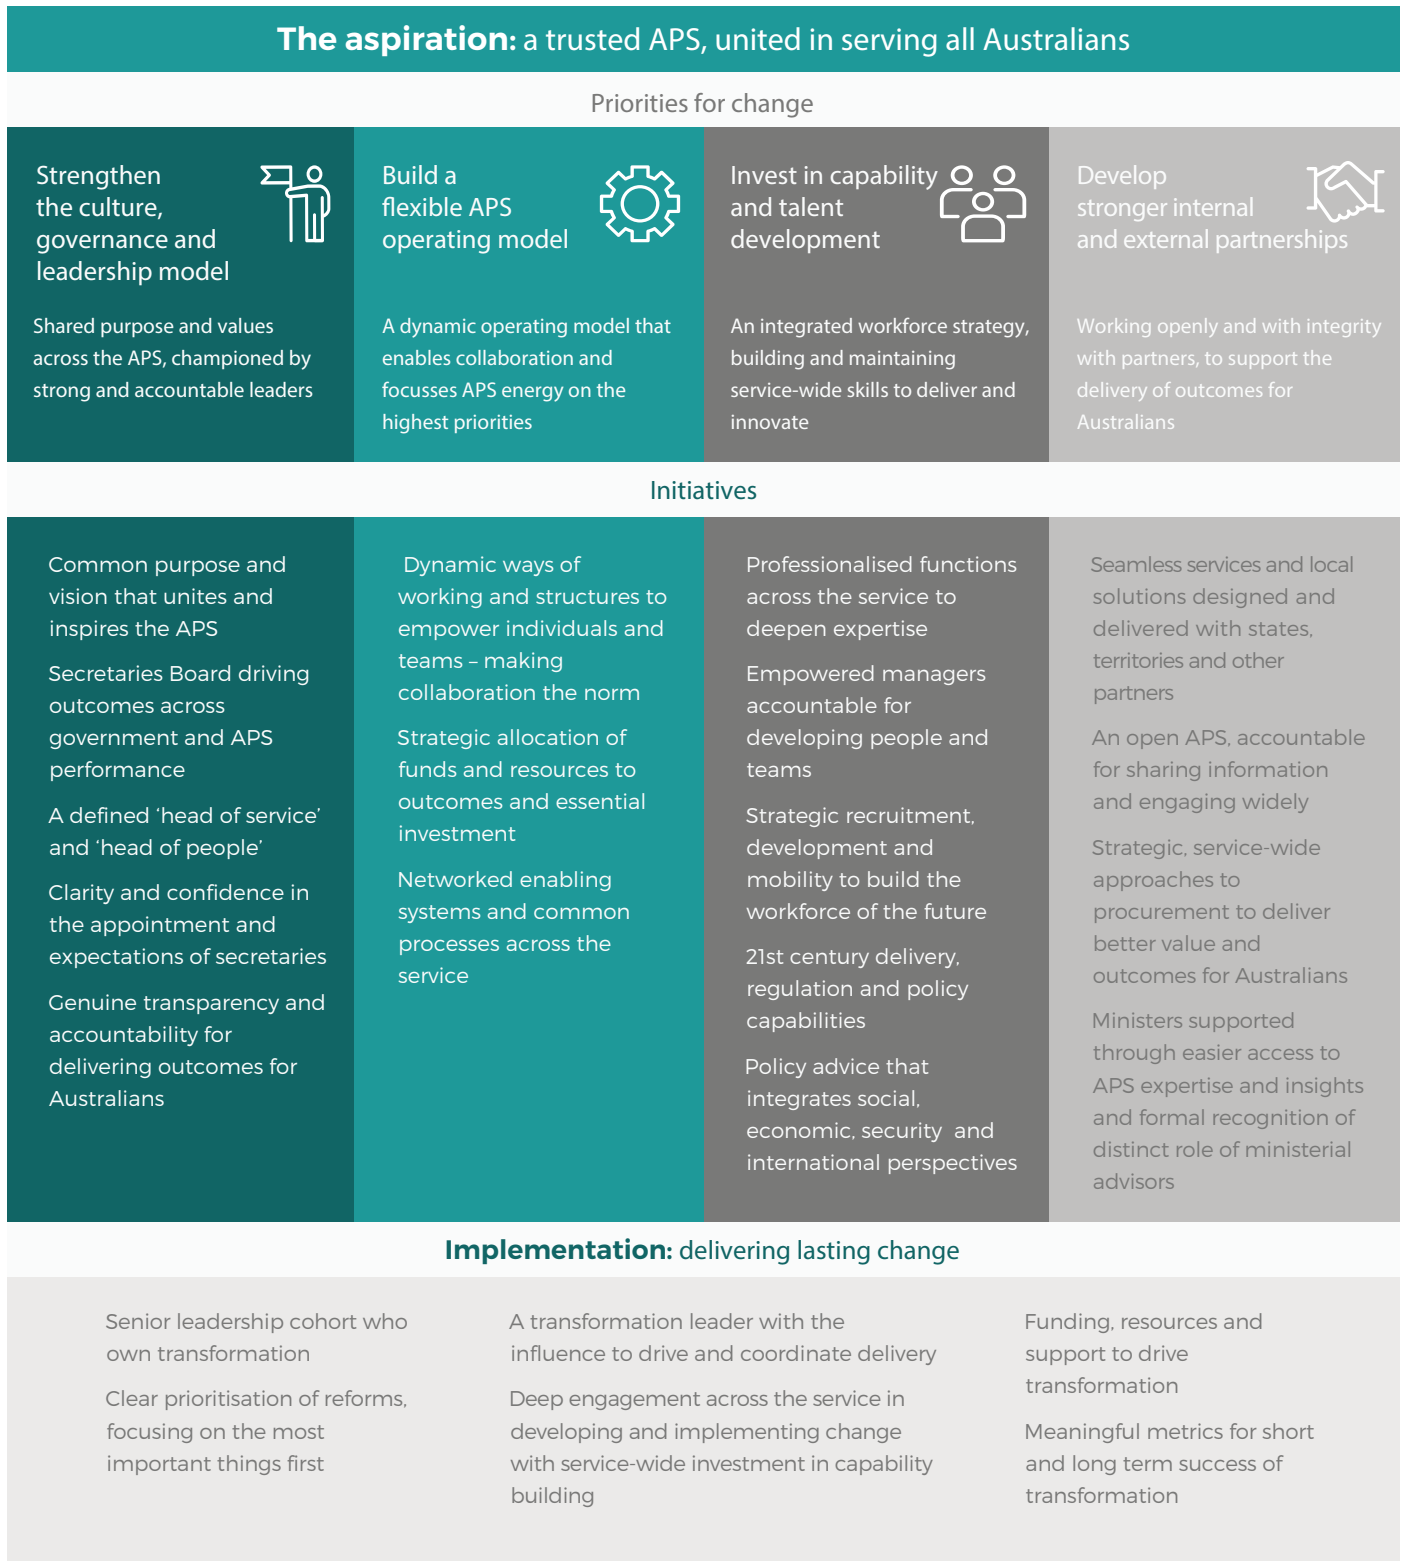 The aspiration: a trusted APS, united in serving all Australians
Priorities for change
Strengthen
the culture,
governance and
leadership model
Shared purpose and values
across the APS, championed by
strong and accountable leaders
Build a
flexible APS
operating model
A dynamic operating model that
enables collaboration and
focusses APS energy on the
highest priorities
Invest in capability
and talent
development
An integrated workforce strategy,
building and maintaining
service-wide skills to deliver and
innovate
Develop
stronger internal
and external partnerships
Working openly and with integrity
with partners, to support the
delivery of outcomes for
Australians
Initiatives
Common purpose and
vision that unites and
inspires the APS
Secretaries Board driving
outcomes across
government and APS
performance
A defined ‘head of service’
and ‘head of people’
Clarity and confidence in
the appointment and
expectations of secretaries
Genuine transparency and
accountability for
delivering outcomes for
Australians
Dynamic ways of
working and structures to
empower individuals and
teams – making
collaboration the norm
Strategic allocation of
funds and resources to
outcomes and essential
investment
Networked enabling
systems and common
processes across the
service
Professionalised functions
across the service to
deepen expertise
Empowered managers
accountable for
developing people and
teams
Strategic recruitment,
development and
mobility to build the
workforce of the future
21st century delivery,
regulation and policy
capabilities
Policy advice that
integrates social,
economic, security and
international perspectives
Seamless services and local
solutions designed and
delivered with states,
territories and other
partners
An open APS, accountable
for sharing information
and engaging widely
Strategic, service-wide
approaches to
procurement to deliver
better value and
outcomes for Australians
Ministers supported
through easier access to
APS expertise and insights
and formal recognition of
distinct role of ministerial
advisors
Implementation: delivering lasting change
Senior leadership cohort who
own transformation
Clear prioritisation of reforms,
focusing on the most
important things first
A transformation leader with the
influence to drive and coordinate delivery
Deep engagement across the service in
developing and implementing change
with service-wide investment in capability
building
Funding, resources and
support to drive
transformation
Meaningful metrics for short
and long term success of
transformation